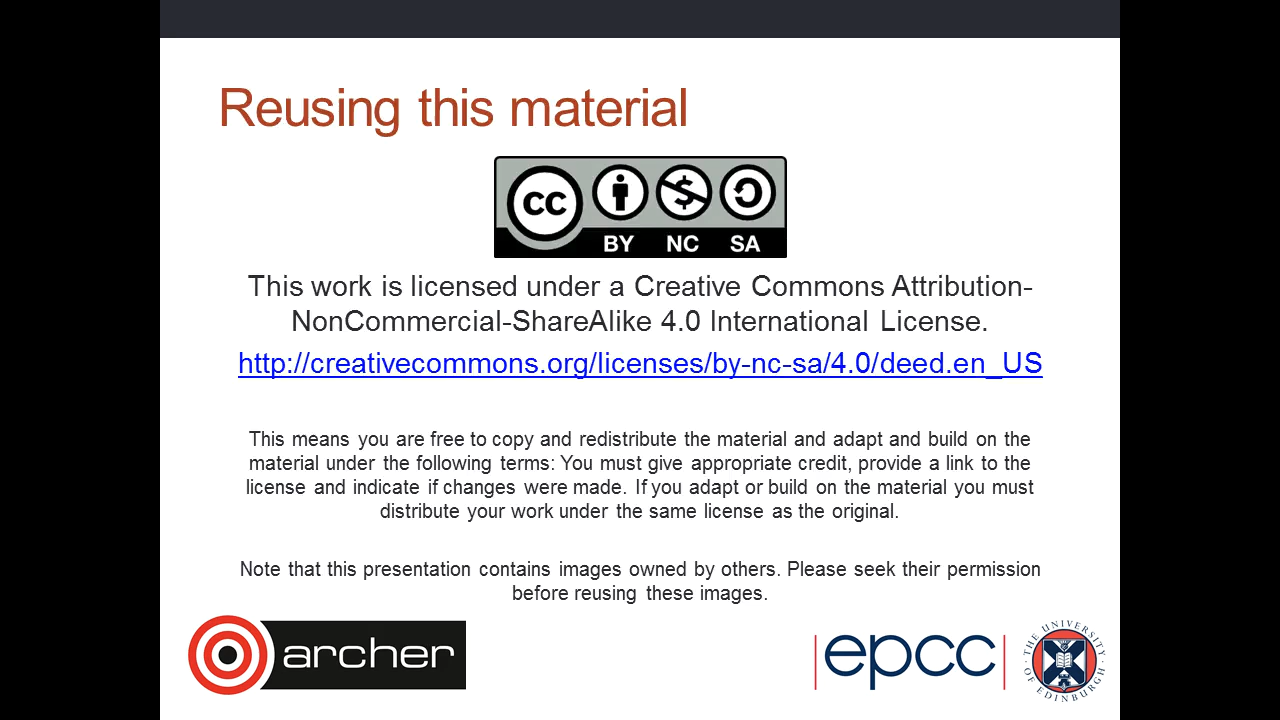 Reusing this material
CC BY NC SA
This work is licensed under a Creative Commons Attribution-
NonCommercial-ShareAlike 4.0 International License.
http://creativecommons.org/licenses/by-nc-sa/4.0/deed.en_US
This means you are free to copy and redistribute the material and adapt and build on the
material under the following terms: You must give appropriate credit, provide a link to the
license and indicate if changes were made. If you adapt or build on the material you must
distribute your work under the same license as the original.
Note that this presentation contains images owned by others. Please seek their permission
before reusing these images.
archer
epcc
THE UNIVERSITY OF EDINBURGH